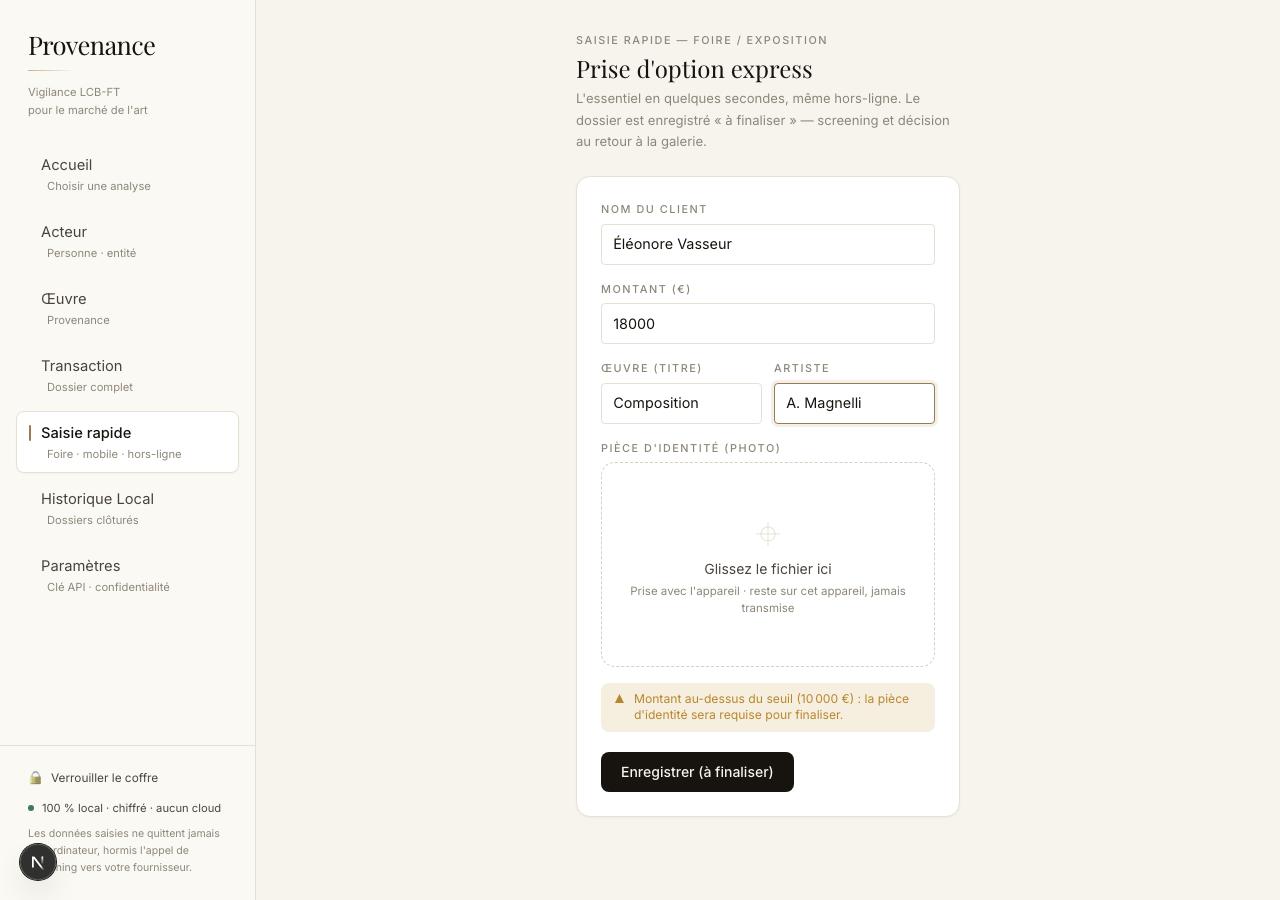 Provenance
Vigilance LCB-FT
pour le marché de l'art
Accueil
Choisir une analyse
Acteur
Personne · entité
Œuvre
Provenance
Transaction
Dossier complet
Saisie rapide
Foire · mobile · hors-ligne
Historique Local
Dossiers clôturés
Paramètres
Clé API · confidentialité
Verrouiller le coffre
100 % local · chiffré · aucun cloud
Les données saisies ne quittent jamais
rdinateur, hormis l'appel de
ning vers votre fournisseur.
N
SAISIE RAPIDE — FOIRE / EXPOSITION
Prise d'option express
L'essentiel en quelques secondes, même hors-ligne. Le
dossier est enregistré « à finaliser » — screening et décision
au retour à la galerie.
NOM DU CLIENT
Éléonore Vasseur
MONTANT (€)
18000
ŒUVRE (TITRE)
Composition
ARTISTE
A. Magnelli
PIÈCE D'IDENTITÉ (PHOTO)
Glissez le fichier ici
Prise avec l'appareil · reste sur cet appareil, jamais
transmise
Montant au-dessus du seuil (10 000 €) : la pièce
d'identité sera requise pour finaliser.
Enregistrer (à finaliser)